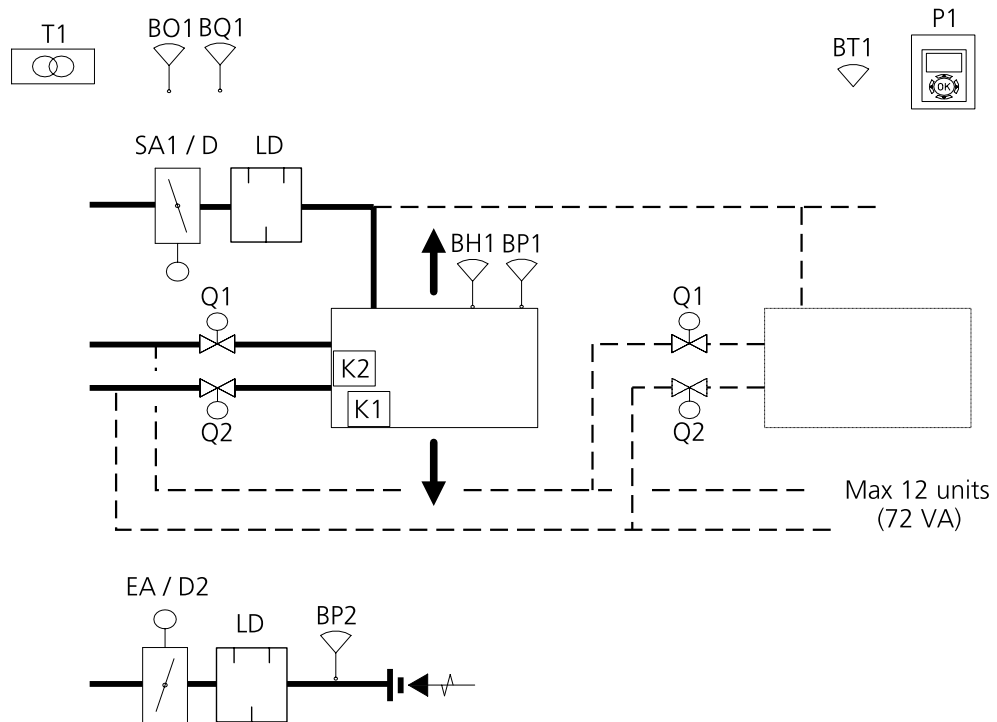 T1
BO1
BQ1
BT1
P1
OK
SA1 / D
LD
BH1
BP1
Q1
Q1
K2
K1
Q2
Q2
Max 12 units
(72 VA)
EA / D2
LD
BP2